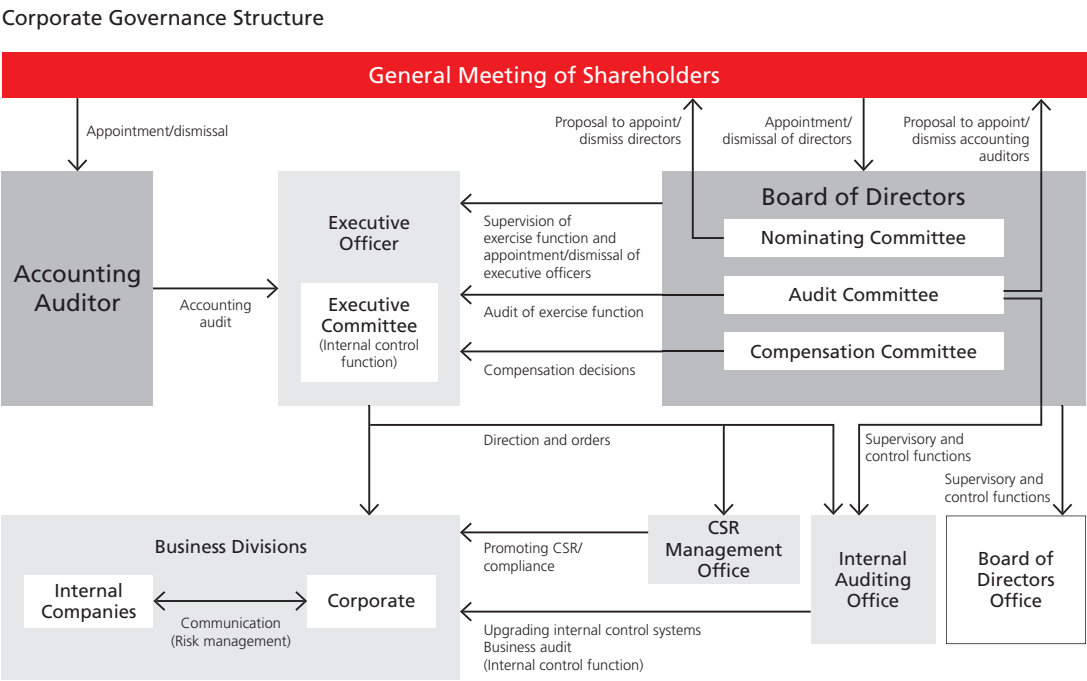 Corporate Governance Structure
General Meeting of Shareholders
Appointment/dismissal
Proposal to appoint/
dismiss directors
Appointment/
dismissal of directors
Proposal to appoint/
dismiss accounting
auditors
Accounting
Auditor
Accounting
audit
Executive
Officer
Executive
Committee
(Internal control
function)
Supervision of
exercise function and
appointment/dismissal of
executive officers
Audit of exercise function
Compensation decisions
Board of Directors
Nominating Committee
Audit Committee
Compensation Committee
Direction and orders
Supervisory and
control functions
Supervisory and
control functions
Business Divisions
Internal
Companies
Communication
(Risk management)
Corporate
Promoting CSR/
compliance
CSR
Management
Office
Upgrading internal control systems
Business audit
(Internal control function)
Internal
Auditing
Office
Board of
Directors
Office